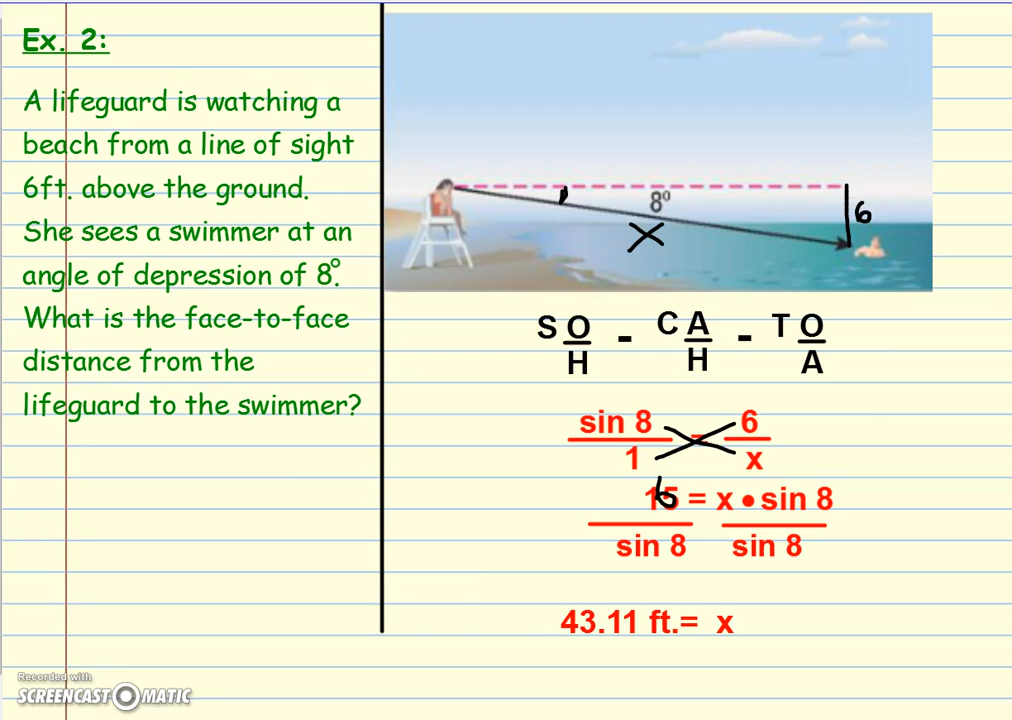 Ex. 2:
A lifeguard is watching a
beach from a line of sight
6ft. above the ground.
She sees a swimmer at an
angle of depression of 8°.
What is the face-to-face
distance from the
lifeguard to the swimmer?
8⁰
6
X
S O/H - C A/H - T O/A
sin 8/1 = 6/x
6 = x • sin 8
sin 8 sin 8
43.11 ft.= x
Recorded with
SCREENCAST-O-MATIC